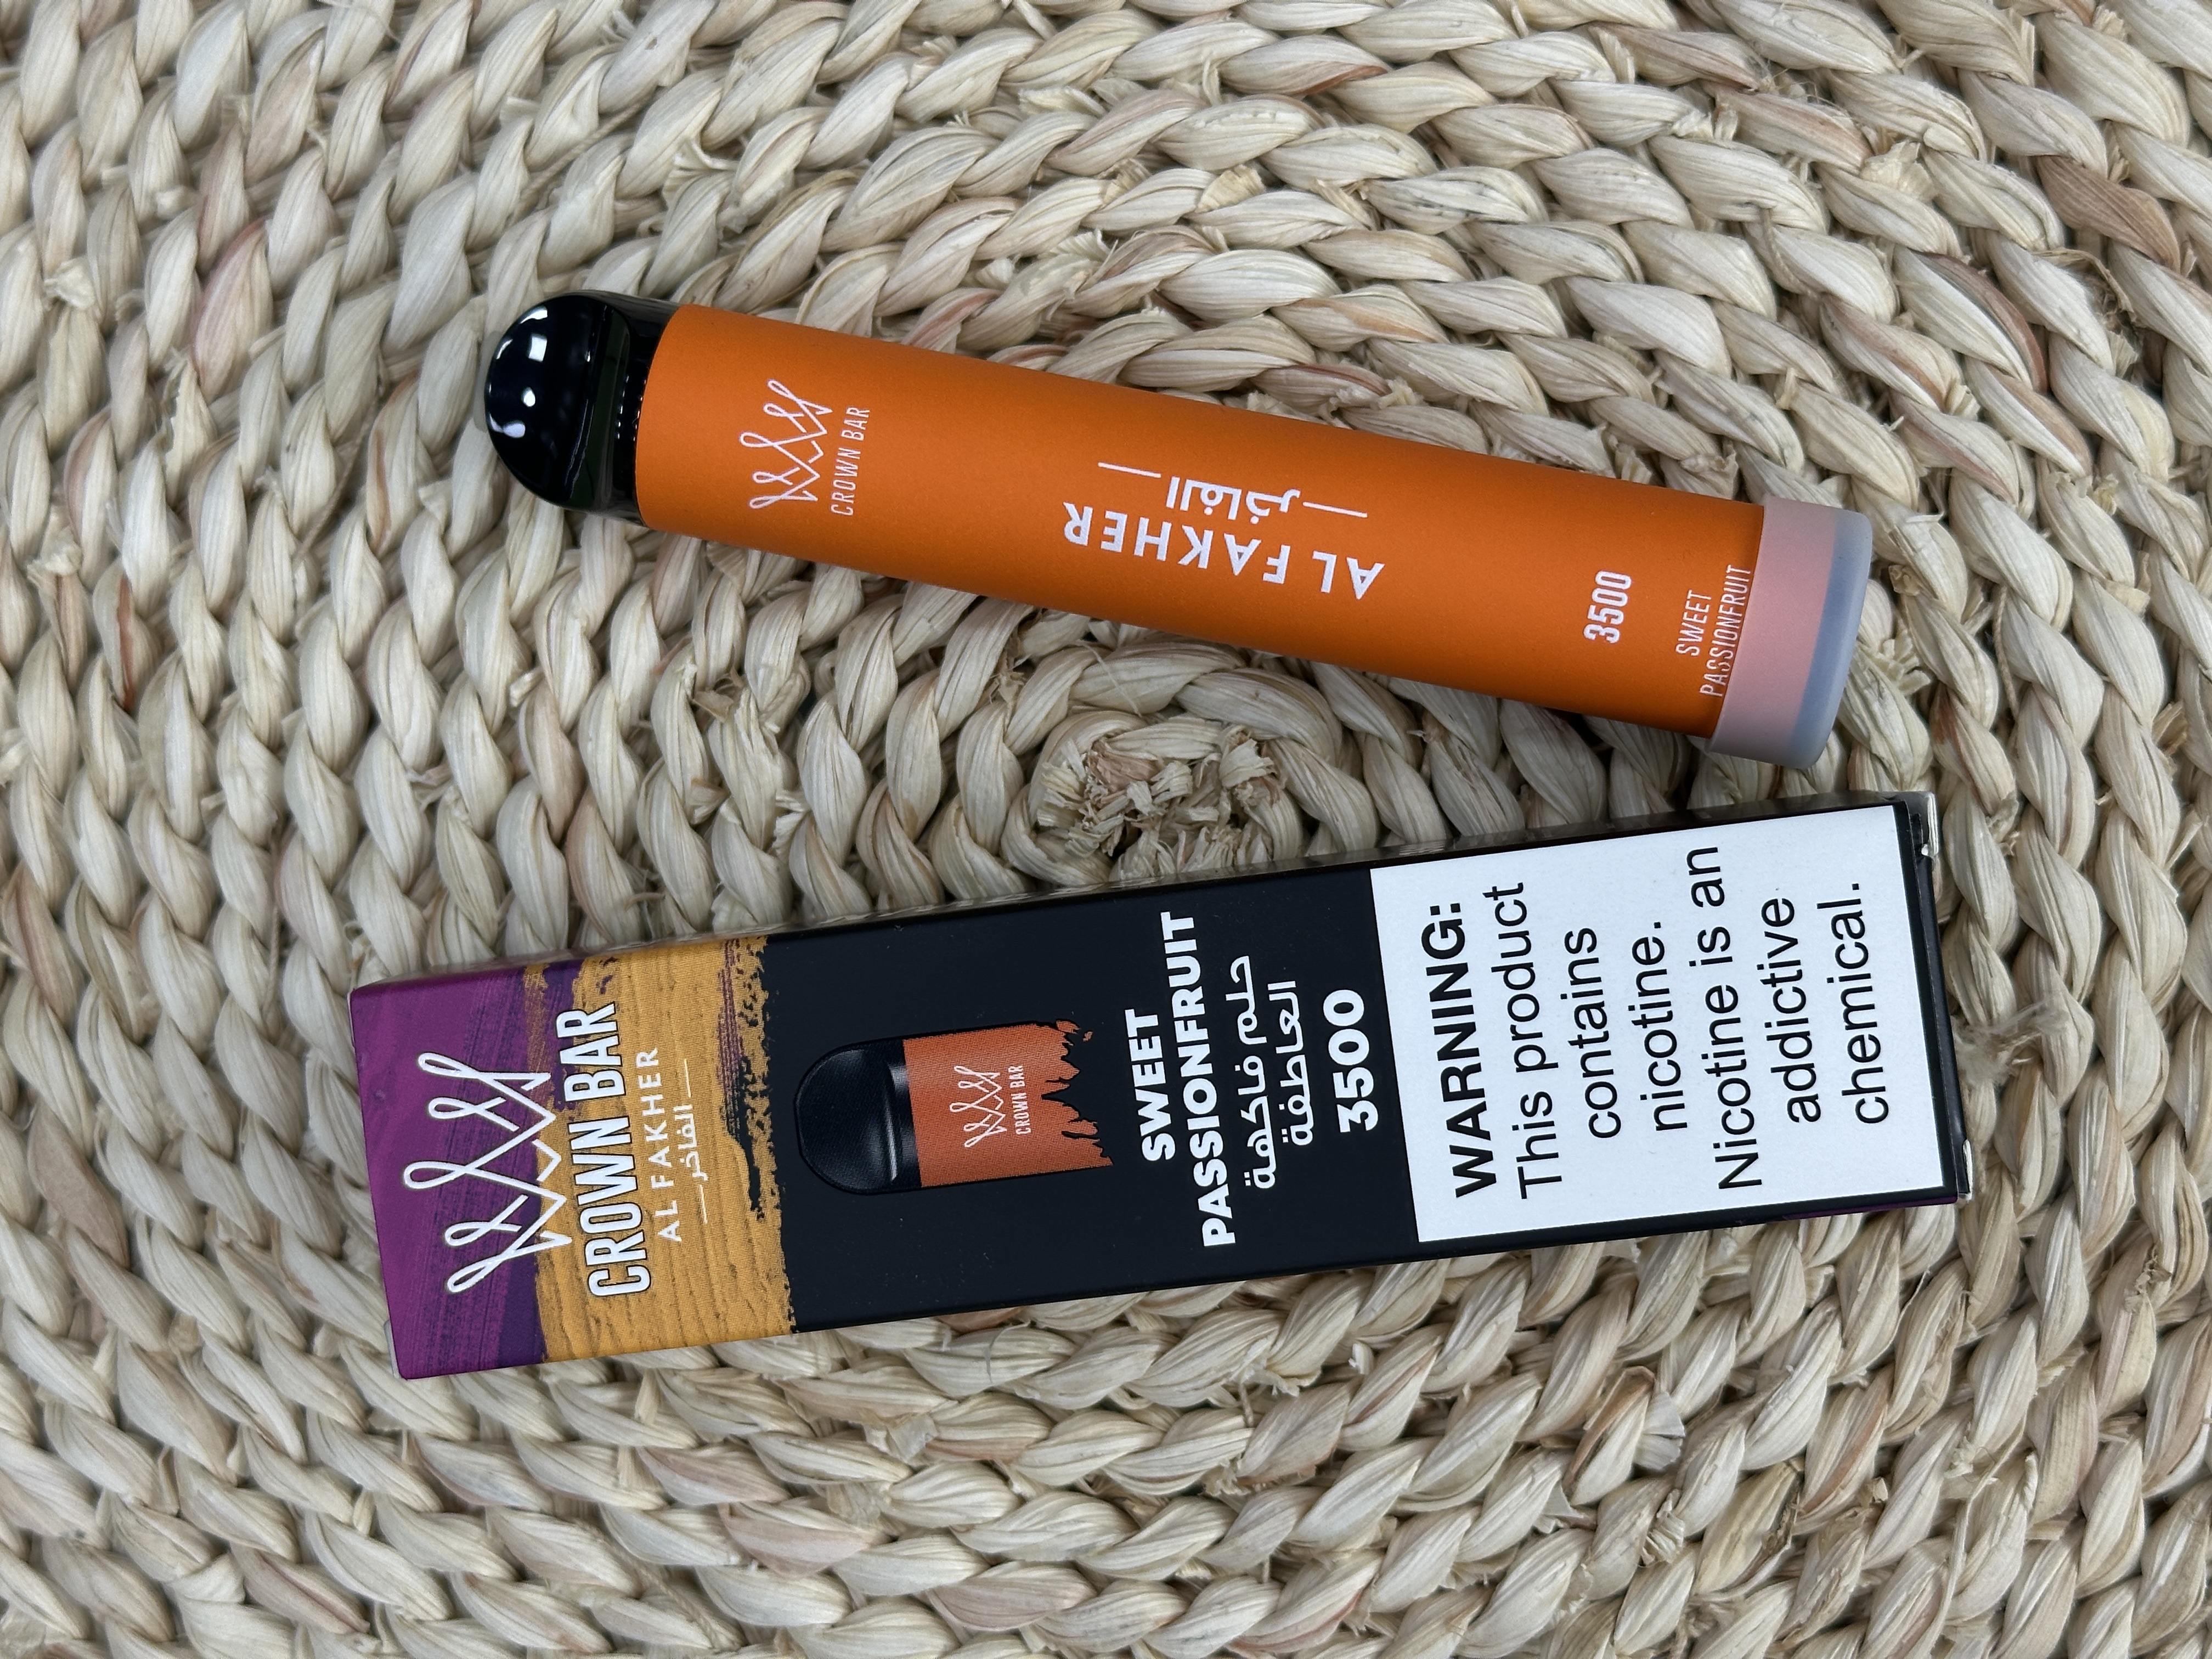 CROWN BAR
AL FAKHER
الفاخر
3500
SWEET
PASSIONFRUIT
CROWN BAR
AL FAKHER
الفاخر
CROWN BAR
SWEET
PASSIONFRUIT
حلم فاكهة
العاطفة
3500
WARNING:
This product
contains
nicotine.
Nicotine is an
addictive
chemical.